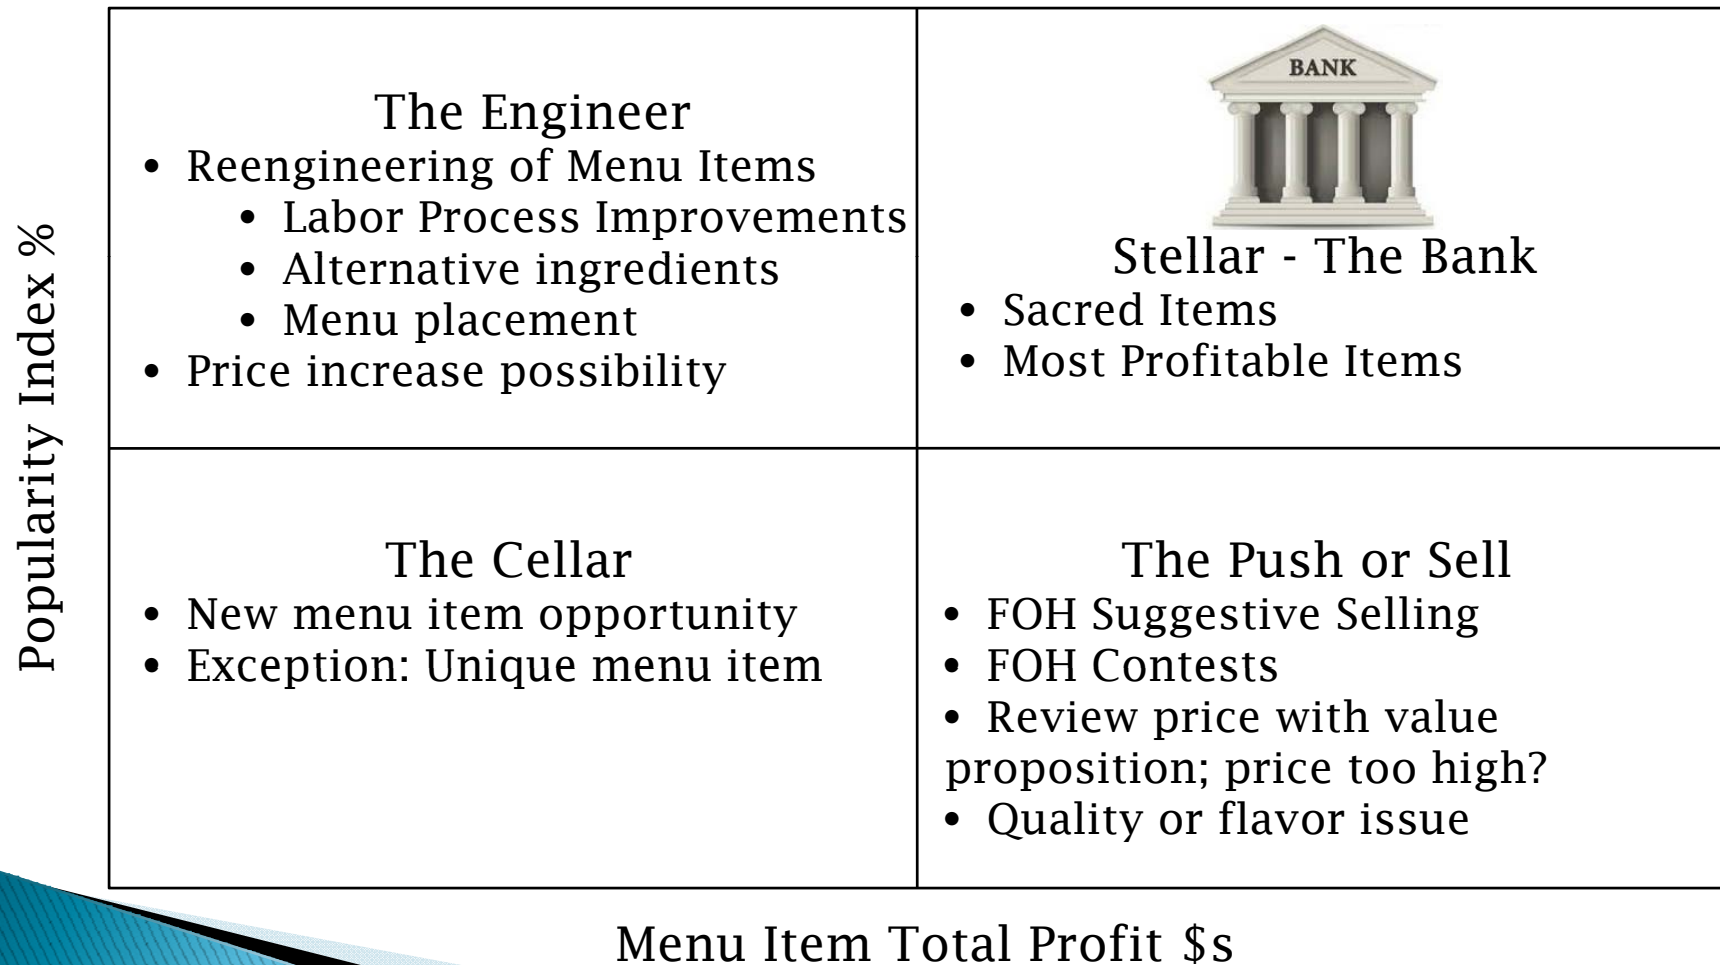 Popularity Index %
The Engineer
• Reengineering of Menu Items
• Labor Process Improvements
• Alternative ingredients
• Menu placement
• Price increase possibility
BANK
Stellar - The Bank
• Sacred Items
• Most Profitable Items
The Cellar
• New menu item opportunity
• Exception: Unique menu item
The Push or Sell
• FOH Suggestive Selling
• FOH Contests
• Review price with value
proposition; price too high?
• Quality or flavor issue
Menu Item Total Profit $s